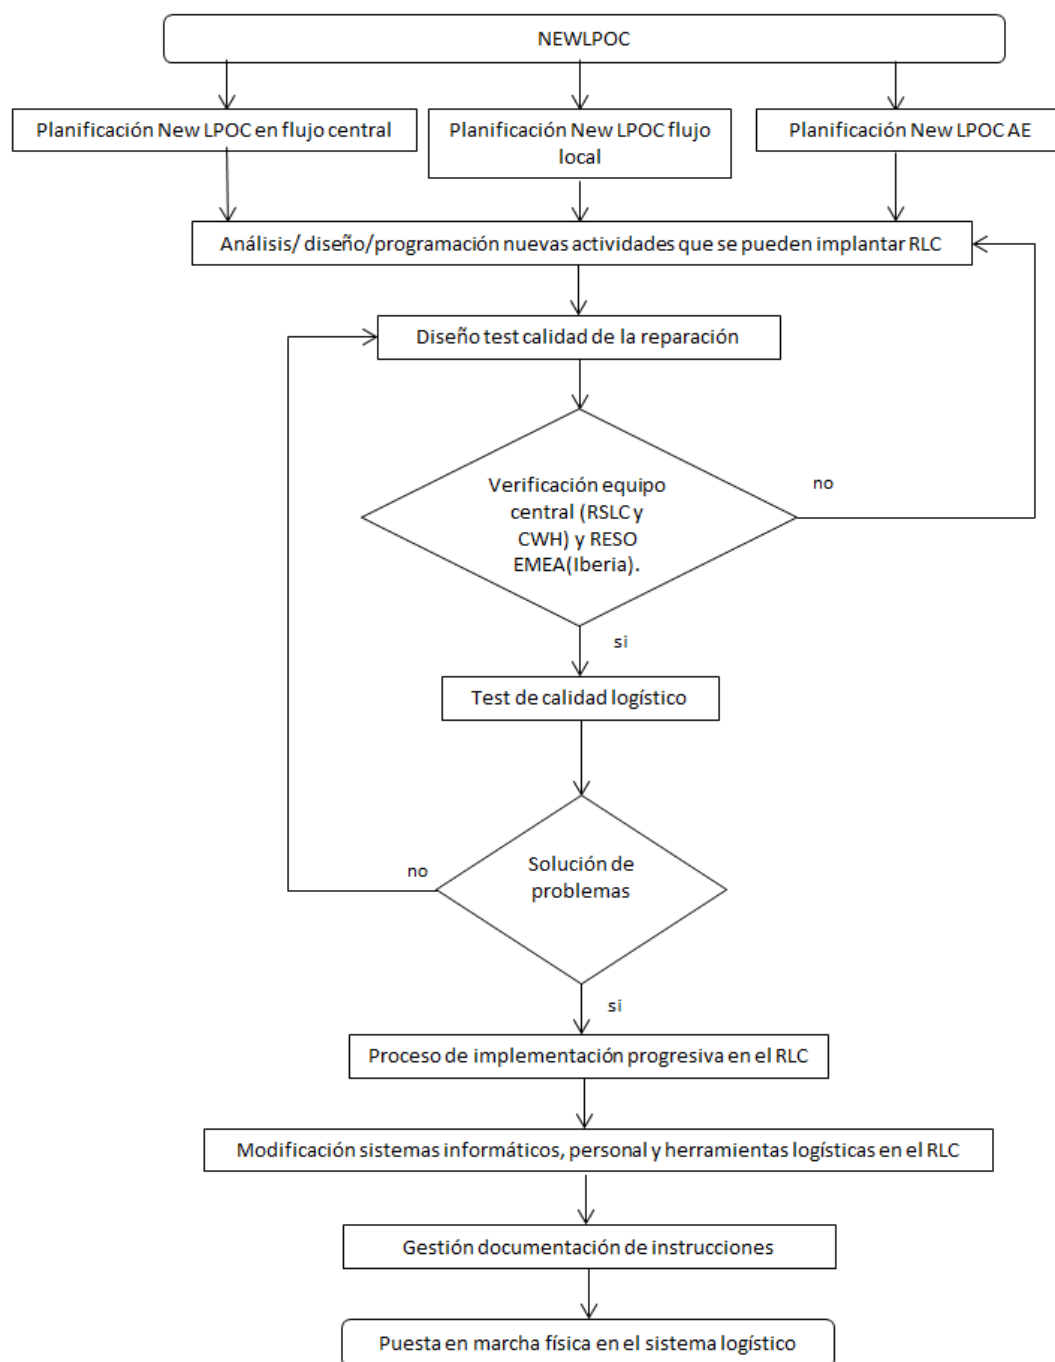 NEWLPOC
Planificación New LPOC en flujo central
Planificación New LPOC flujo
local
Planificación New LPOC AE
Análisis/ diseño/programación nuevas actividades que se pueden implantar RLC
Diseño test calidad de la reparación
Verificación equipo
central (RSLC y
CWH) y RESO
EMEA(Iberia).
no
si
Test de calidad logístico
Solución de
problemas
no
si
Proceso de implementación progresiva en el RLC
Modificación sistemas informáticos, personal y herramientas logísticas en el RLC
Gestión documentación de instrucciones
Puesta en marcha física en el sistema logístico